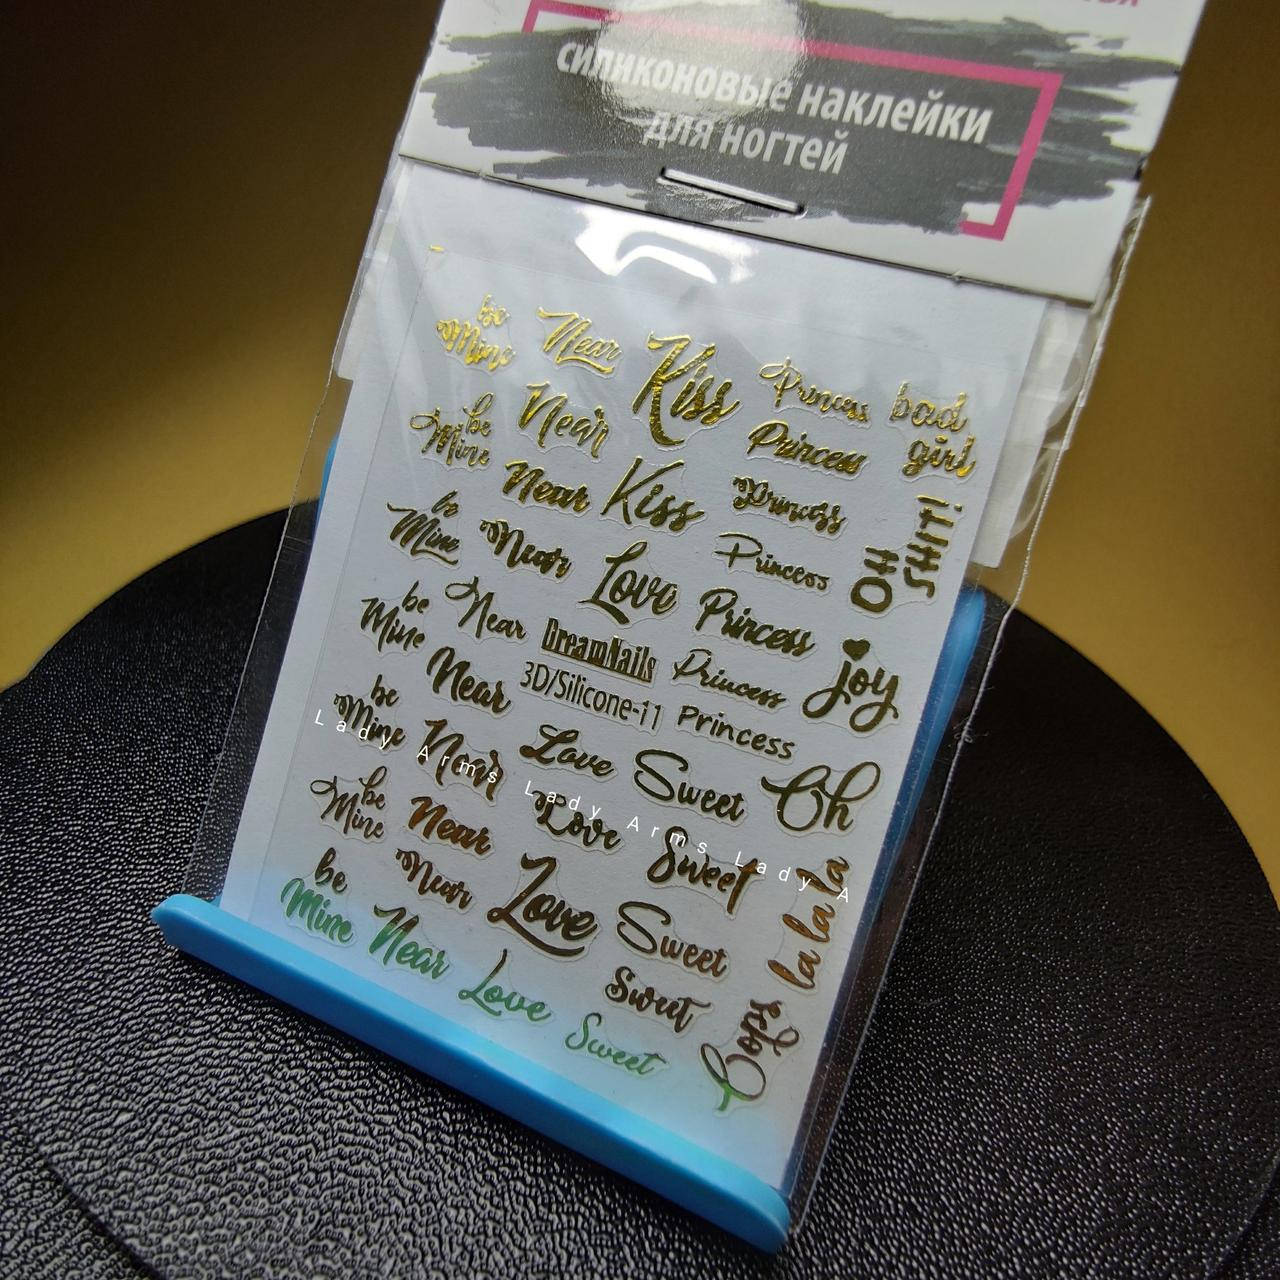 силиконовые наклейки
для ногтей
be Mine Near Kiss Princess bad girl
be Mine Near Princess
Near Kiss Princess OH SHIT!
be Mine Near Love Princess
be Mine Near DreamNails Princess joy
3D/Silicone-11 Princess
Near Princess
be Mine Near Love Sweet Oh
Lady Arms Lady Arms Lady A
be Mine Near Love Sweet la la la la
Near Love Sweet
be Mine Near Love Sweet Oops
Sweet